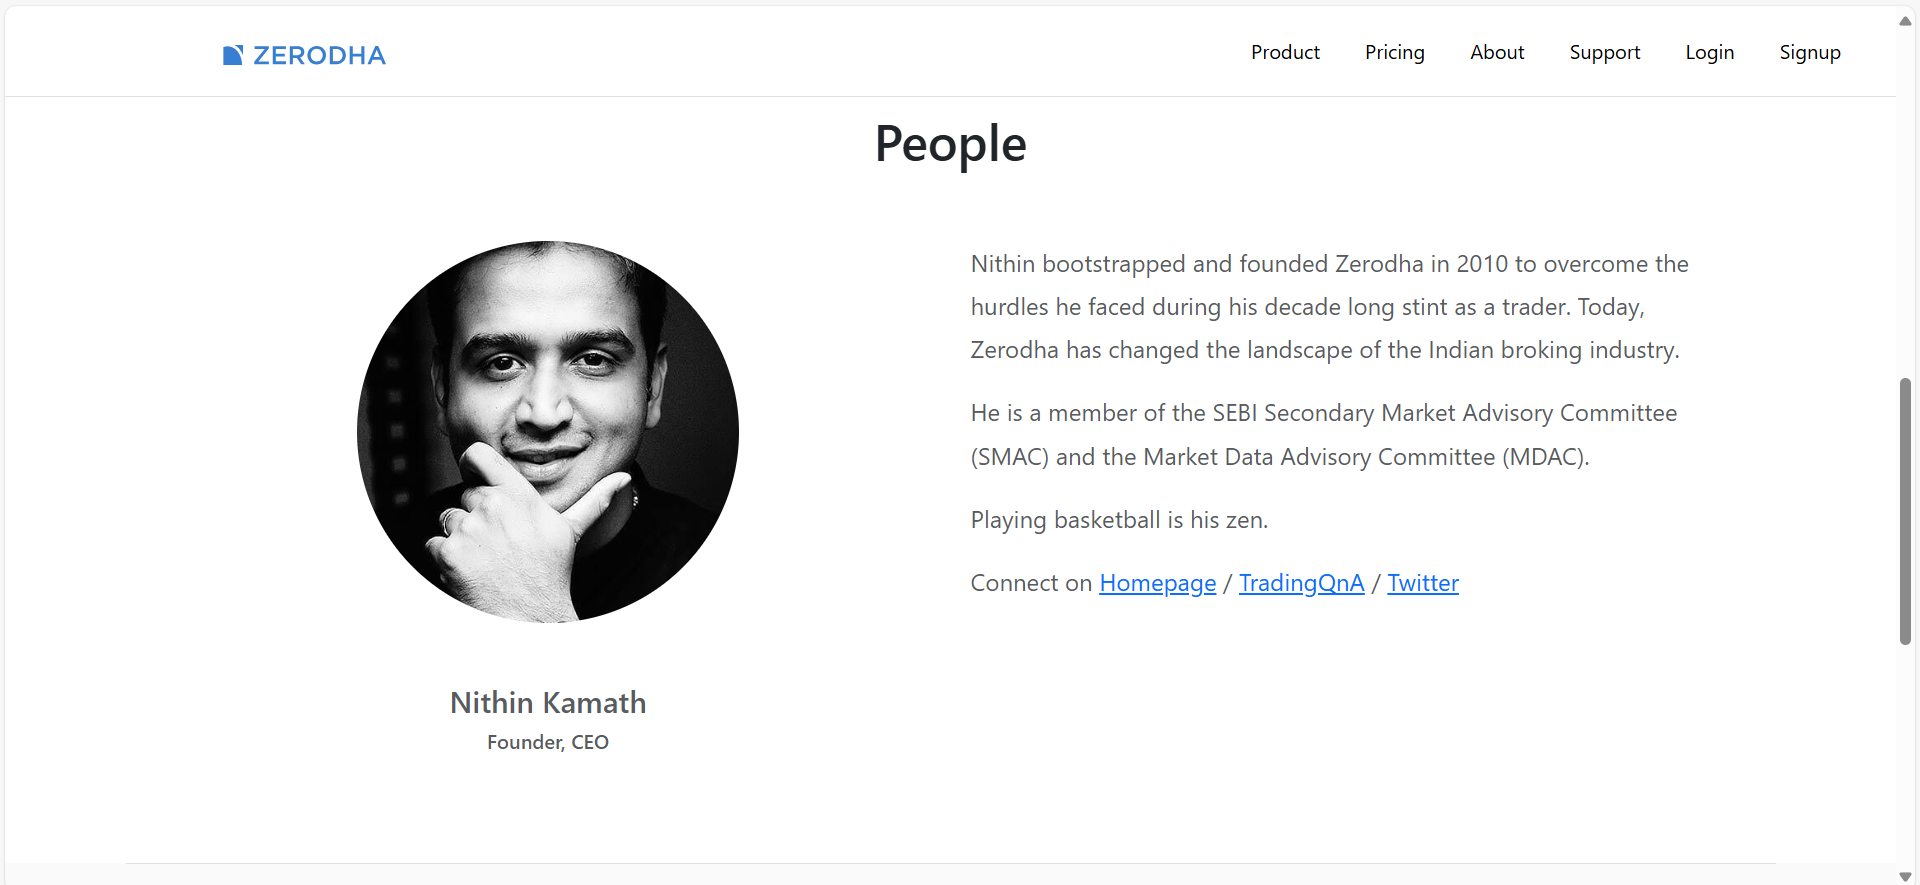 ZERODHA
Product Pricing About Support Login Signup
People
Nithin bootstrapped and founded Zerodha in 2010 to overcome the
hurdles he faced during his decade long stint as a trader. Today,
Zerodha has changed the landscape of the Indian broking industry.
He is a member of the SEBI Secondary Market Advisory Committee
(SMAC) and the Market Data Advisory Committee (MDAC).
Playing basketball is his zen.
Connect on Homepage / TradingQnA / Twitter
Nithin Kamath
Founder, CEO